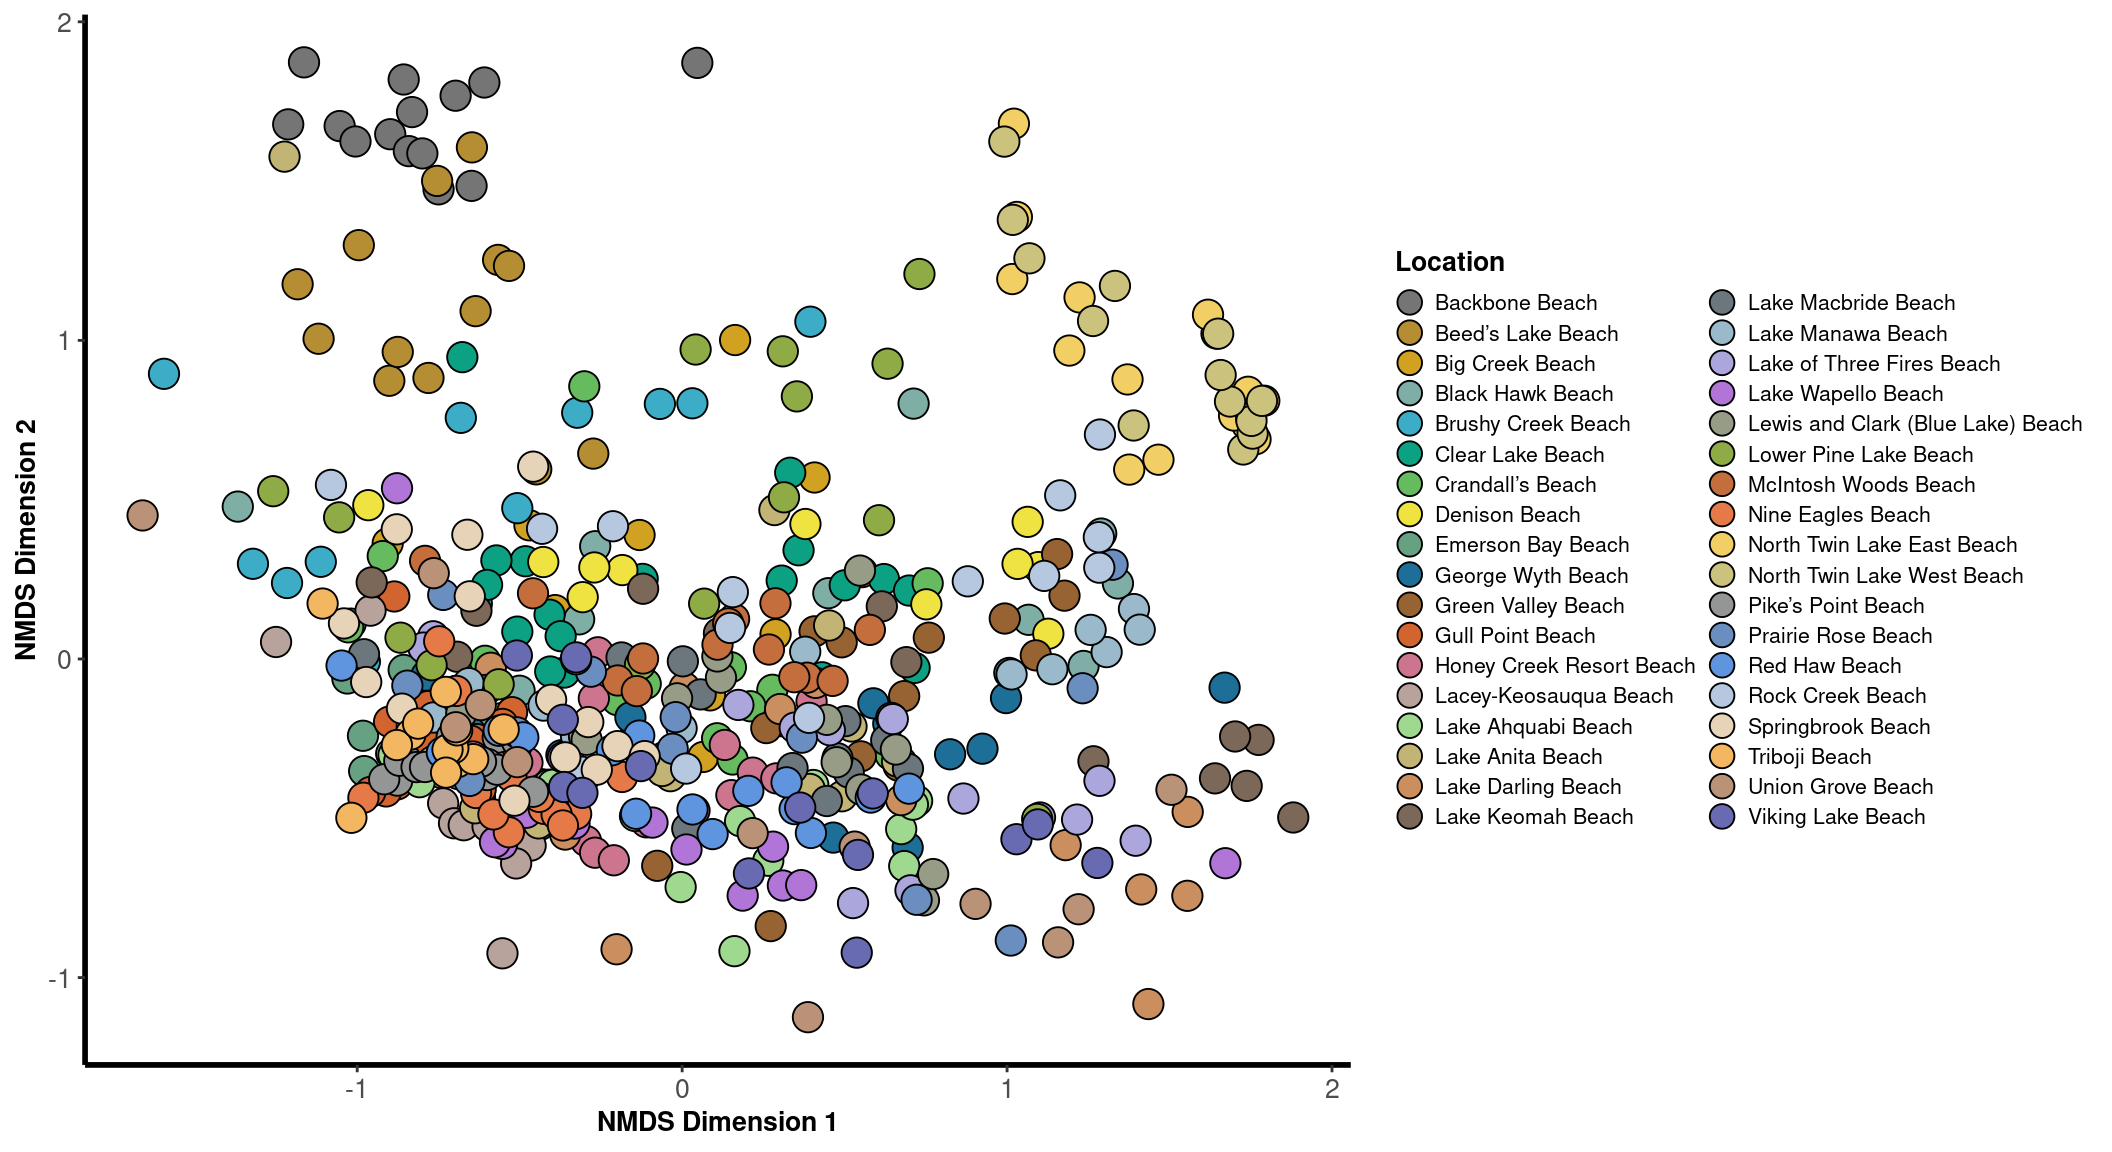 2
1
0
-1
NMDS Dimension 2
-1
0
1
2
NMDS Dimension 1
Location
Backbone Beach
Beed’s Lake Beach
Big Creek Beach
Black Hawk Beach
Brushy Creek Beach
Clear Lake Beach
Crandall’s Beach
Denison Beach
Emerson Bay Beach
George Wyth Beach
Green Valley Beach
Gull Point Beach
Honey Creek Resort Beach
Lacey-Keosauqua Beach
Lake Ahquabi Beach
Lake Anita Beach
Lake Darling Beach
Lake Keomah Beach
Lake Macbride Beach
Lake Manawa Beach
Lake of Three Fires Beach
Lake Wapello Beach
Lewis and Clark (Blue Lake) Beach
Lower Pine Lake Beach
McIntosh Woods Beach
Nine Eagles Beach
North Twin Lake East Beach
North Twin Lake West Beach
Pike’s Point Beach
Prairie Rose Beach
Red Haw Beach
Rock Creek Beach
Springbrook Beach
Triboji Beach
Union Grove Beach
Viking Lake Beach